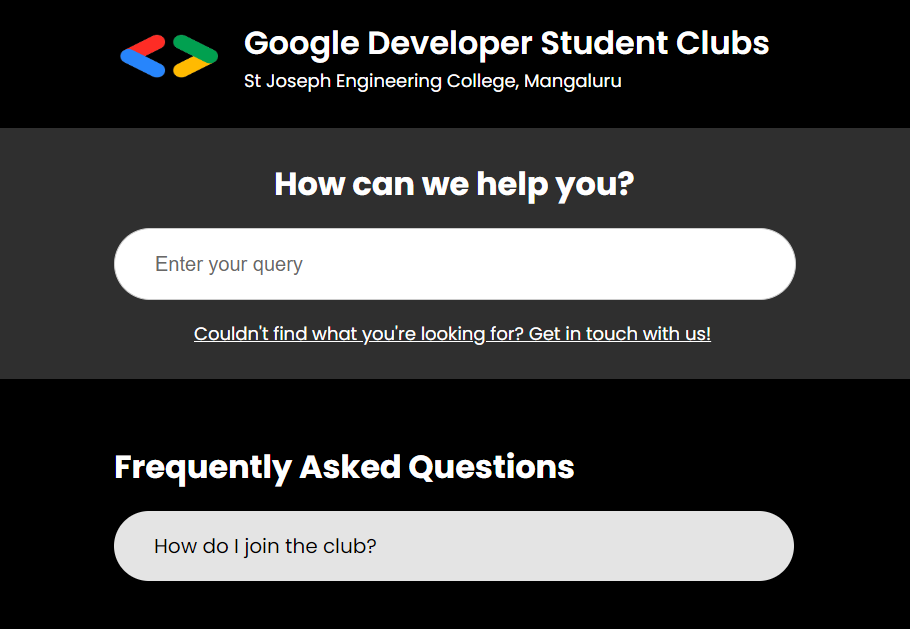 Google Developer Student Clubs
St Joseph Engineering College, Mangaluru
How can we help you?
Enter your query
Couldn't find what you're looking for? Get in touch with us!
Frequently Asked Questions
How do I join the club?